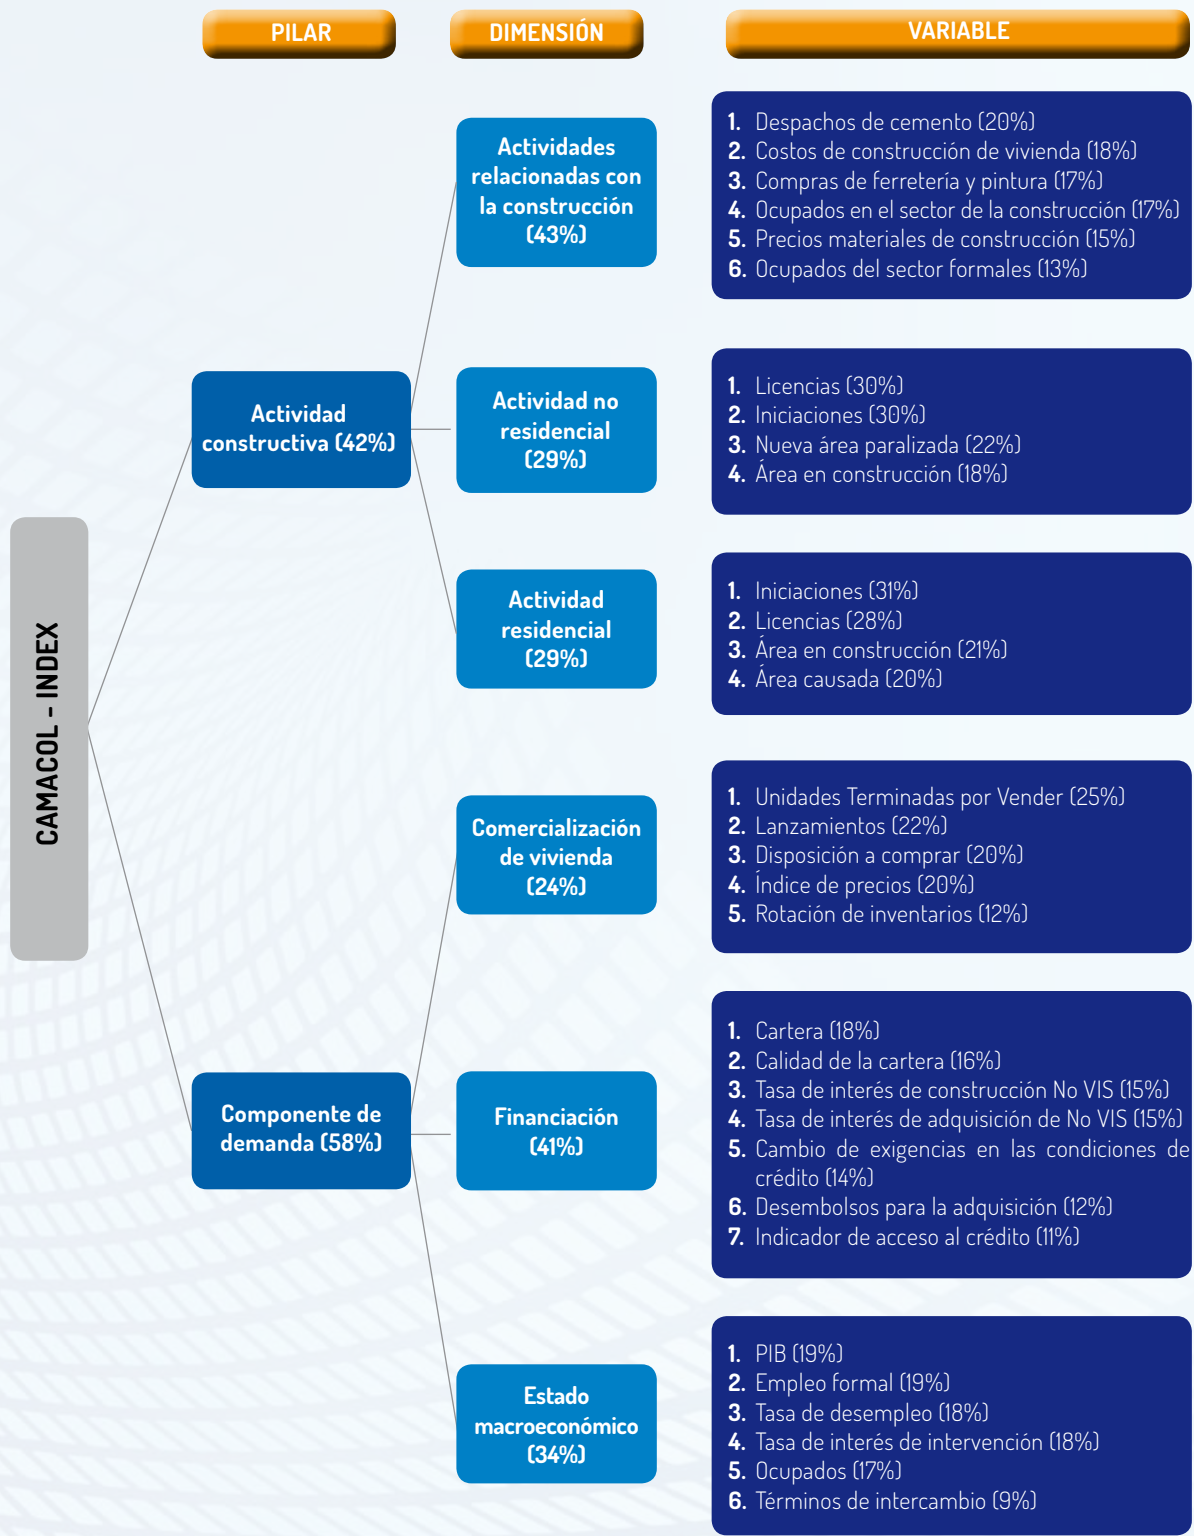 PILAR
DIMENSIÓN
VARIABLE
CAMACOL - INDEX
Actividad
constructiva (42%)
Actividades
relacionadas con
la construcción
(43%)
1. Despachos de cemento (20%)
2. Costos de construcción de vivienda (18%)
3. Compras de ferretería y pintura (17%)
4. Ocupados en el sector de la construcción (17%)
5. Precios materiales de construcción (15%)
6. Ocupados del sector formales (13%)
Actividad no
residencial
(29%)
1. Licencias (30%)
2. Iniciaciones (30%)
3. Nueva área paralizada (22%)
4. Área en construcción (18%)
Actividad
residencial
(29%)
1. Iniciaciones (31%)
2. Licencias (28%)
3. Área en construcción (21%)
4. Área causada (20%)
Componente de
demanda (58%)
Comercialización
de vivienda
(24%)
1. Unidades Terminadas por Vender (25%)
2. Lanzamientos (22%)
3. Disposición a comprar (20%)
4. Índice de precios (20%)
5. Rotación de inventarios (12%)
Financiación
(41%)
1. Cartera (18%)
2. Calidad de la cartera (16%)
3. Tasa de interés de construcción No VIS (15%)
4. Tasa de interés de adquisición de No VIS (15%)
5. Cambio de exigencias en las condiciones de
crédito (14%)
6. Desembolsos para la adquisición (12%)
7. Indicador de acceso al crédito (11%)
Estado
macroeconómico
(34%)
1. PIB (19%)
2. Empleo formal (19%)
3. Tasa de desempleo (18%)
4. Tasa de interés de intervención (18%)
5. Ocupados (17%)
6. Términos de intercambio (9%)